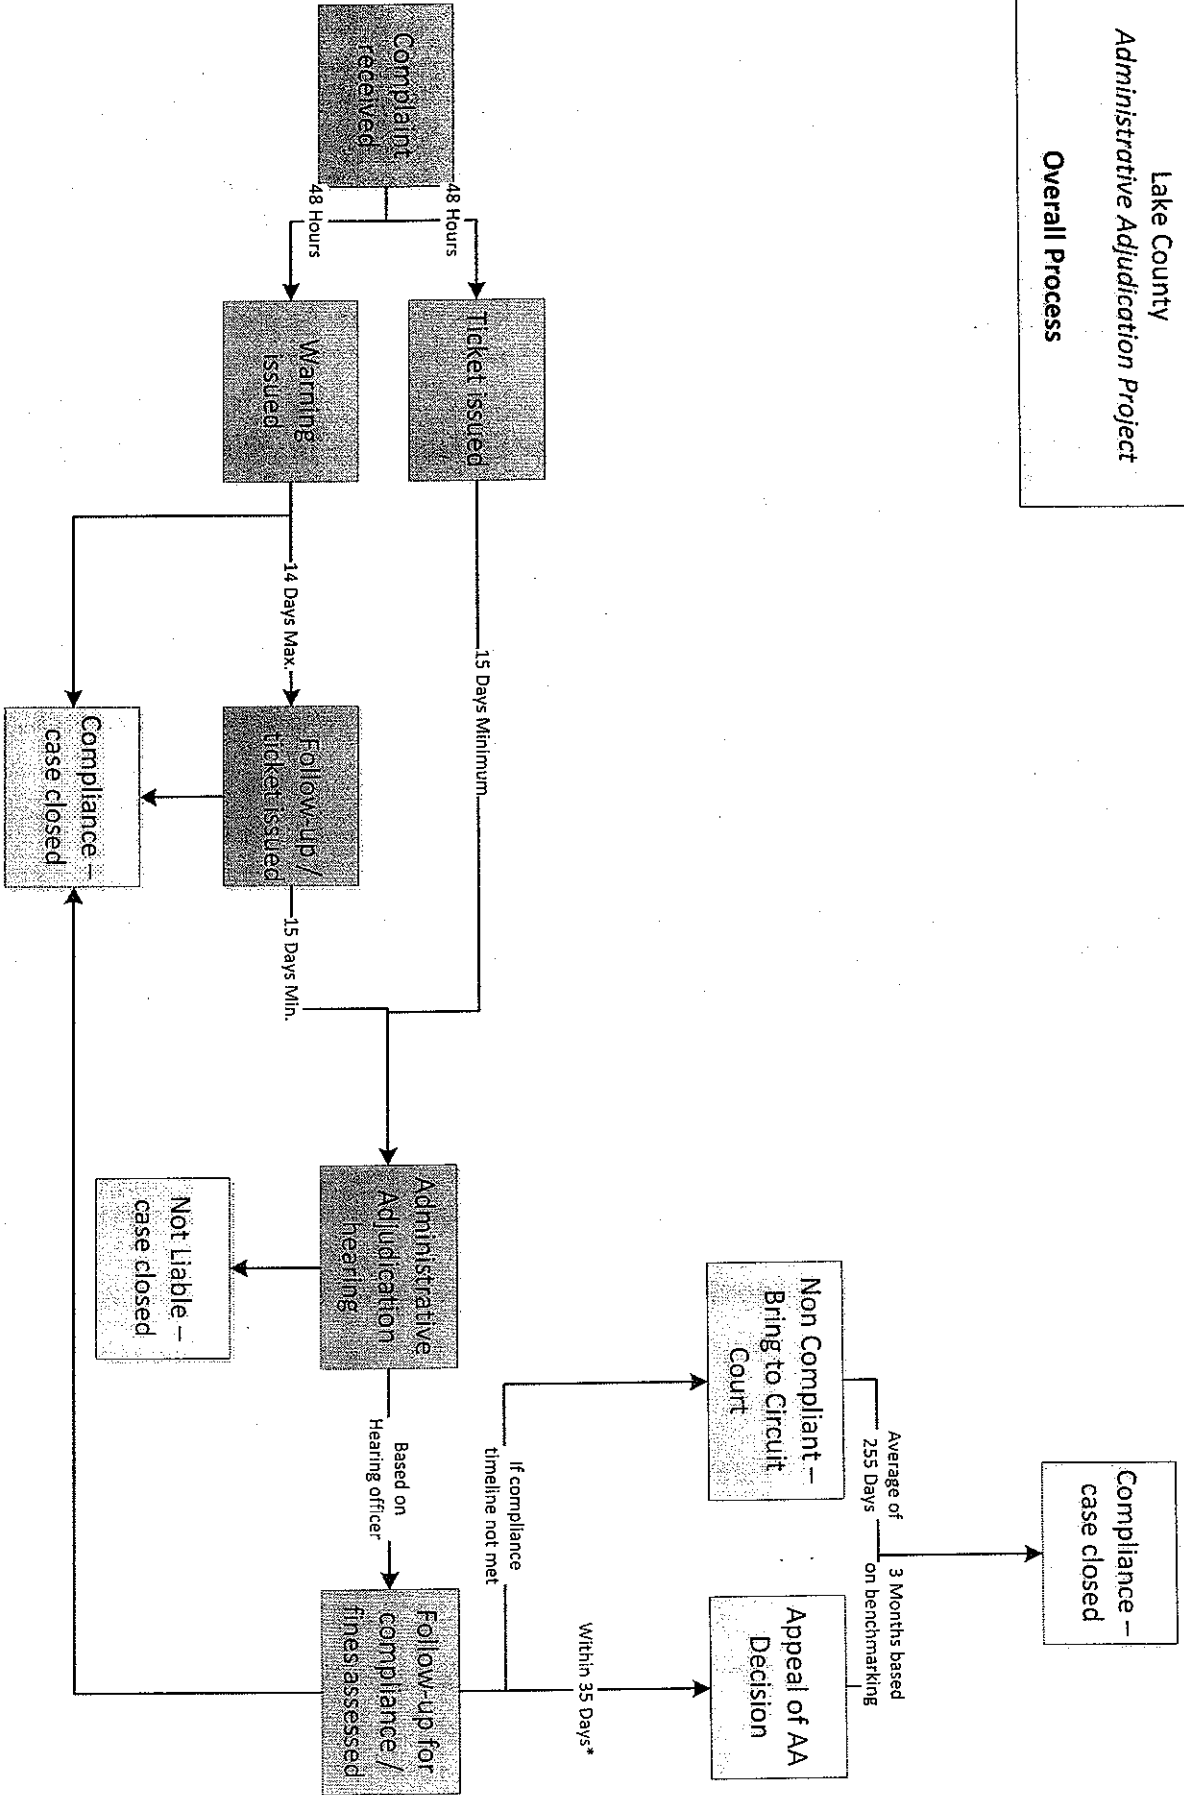 Lake County
Administrative Adjudication Project
Overall Process
Compliance –
case closed
Average of
255 Days
3 Months based
on benchmarking
Non Compliant –
Bring to Circuit
Court
Appeal of AA
Decision
If compliance
timeline not met
Within 35 Days*
Complaint
received
48 Hours
48 Hours
Ticket issued
15 Days Minimum
Warning
issued
14 Days Max.
Follow-up /
ticket issued
15 Days Min.
Administrative
Adjudication
hearing
Based on
Hearing officer
Follow-up for
compliance /
fines assessed
Not Liable –
case closed
Compliance –
case closed